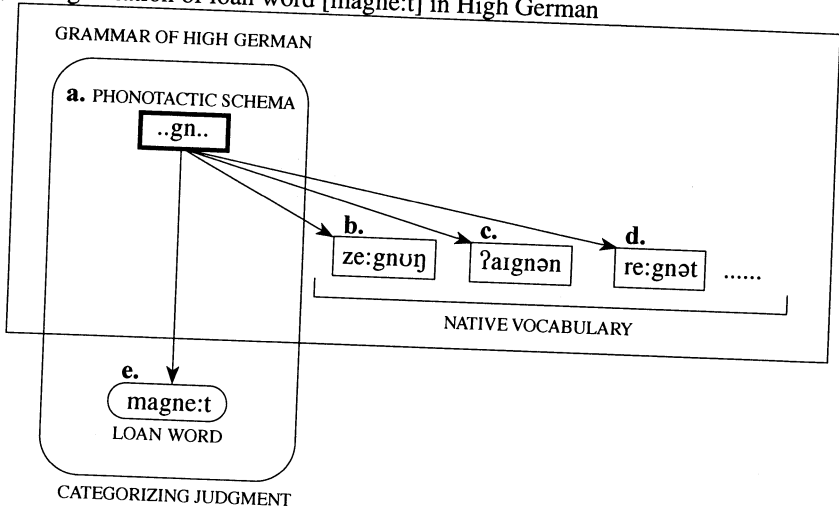 of loan word [magne:t] in High German
GRAMMAR OF HIGH GERMAN
a. PHONOTACTIC SCHEMA
..gn..
b.
ze:gnʊŋ
c.
ʔaɪgnən
d.
re:gnət
......
NATIVE VOCABULARY
e.
magne:t
LOAN WORD
CATEGORIZING JUDGMENT